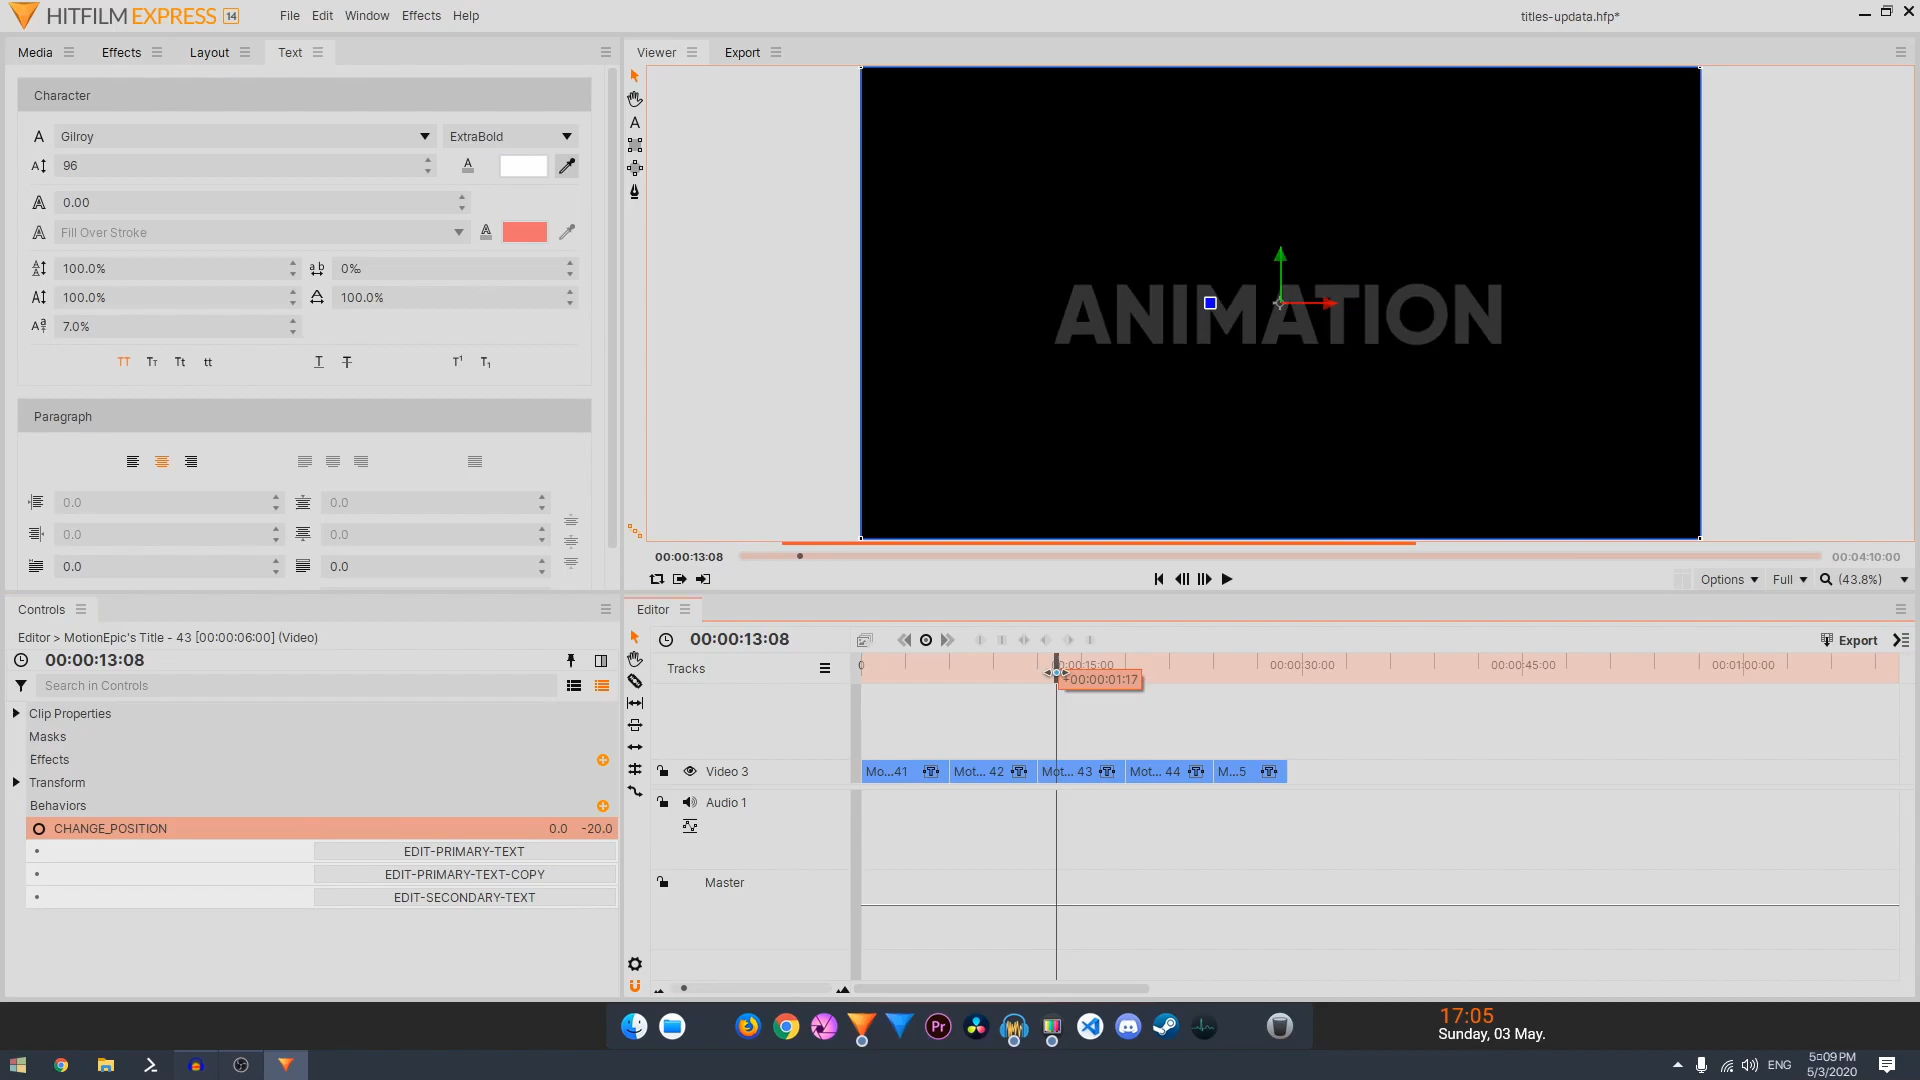 HITFILM EXPRESS 14
File Edit Window Effects Help
titles-updata.hfp*
Media Effects Layout Text
Viewer Export
Character
Gilroy ExtraBold
96
0.00
Fill Over Stroke
100.0% 0‰
100.0% 100.0%
7.0%
TT Tt Tt tt T T T¹ T₁
Paragraph
0.0 0.0
0.0 0.0
0.0 0.0
ANIMATION
00:00:13:08 00:04:10:00
Options Full (43.8%)
Controls
Editor > MotionEpic's Title - 43 [00:00:06:00] (Video)
00:00:13:08
Search in Controls
Clip Properties
Masks
Effects
Transform
Behaviors
CHANGE_POSITION 0.0 -20.0
EDIT-PRIMARY-TEXT
EDIT-PRIMARY-TEXT-COPY
EDIT-SECONDARY-TEXT
Editor
00:00:13:08 Export
Tracks 0 00:00:15:00 00:00:30:00 00:00:45:00 00:01:00:00
+00:00:01:17
Video 3 Mo...41 Mot... 42 Mot... 43 Mot... 44 M...5
Audio 1
Master
Pr
17:05
Sunday, 03 May.
ENG
5:09 PM
5/3/2020